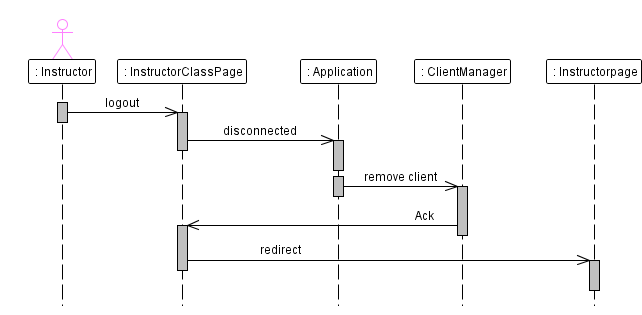 : Instructor
: InstructorClassPage
: Application
: ClientManager
: Instructorpage
logout
disconnected
remove client
Ack
redirect